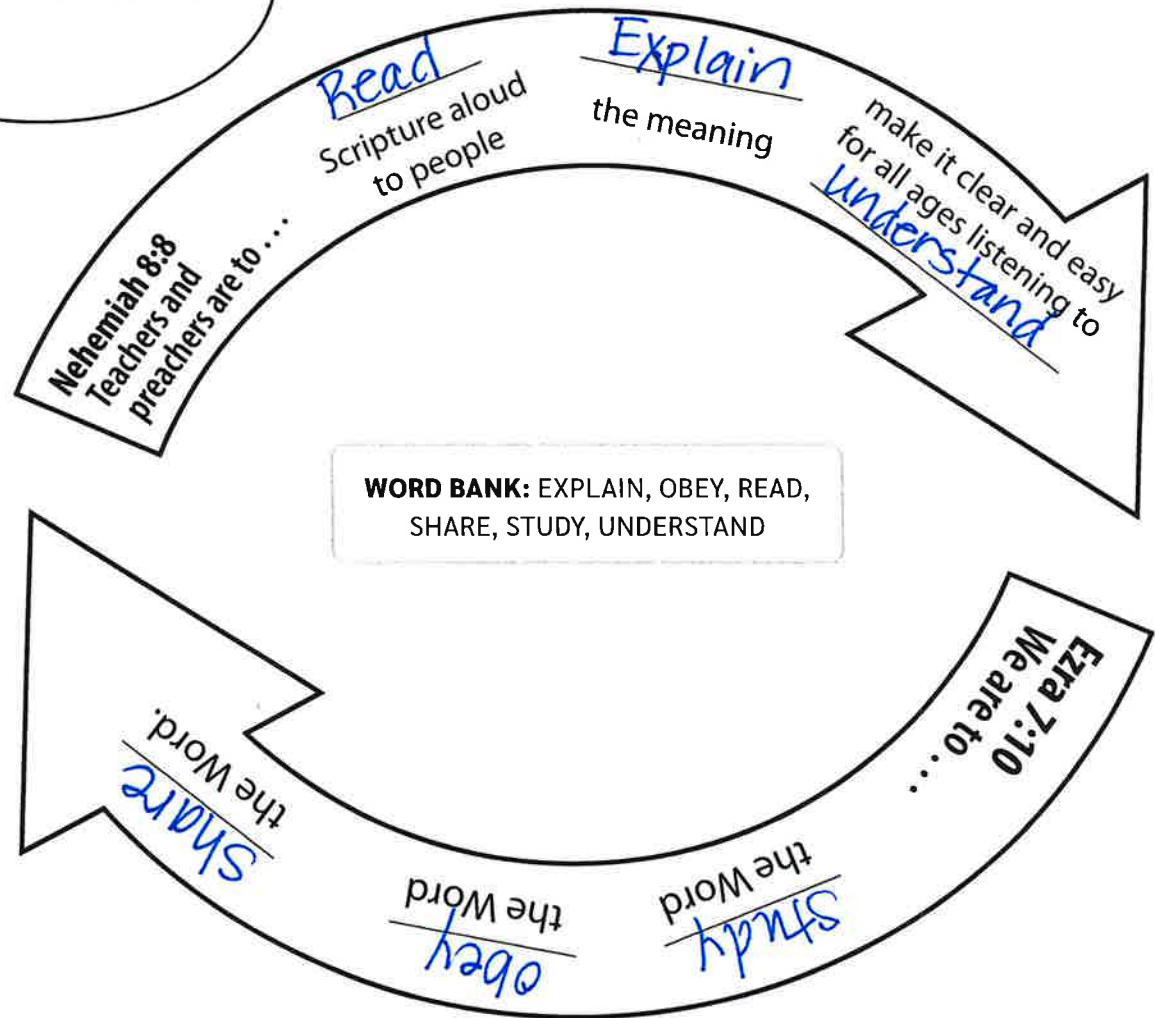 Nehemiah 8:8
Teachers and
preachers are to . . .
Read
Scripture aloud
to people
Explain
the meaning
make it clear and easy
for all ages listening to
understand
WORD BANK: EXPLAIN, OBEY, READ,
SHARE, STUDY, UNDERSTAND
Ezra 7:10
We are to . . . .
study
the Word
obey
the Word
share
the Word.